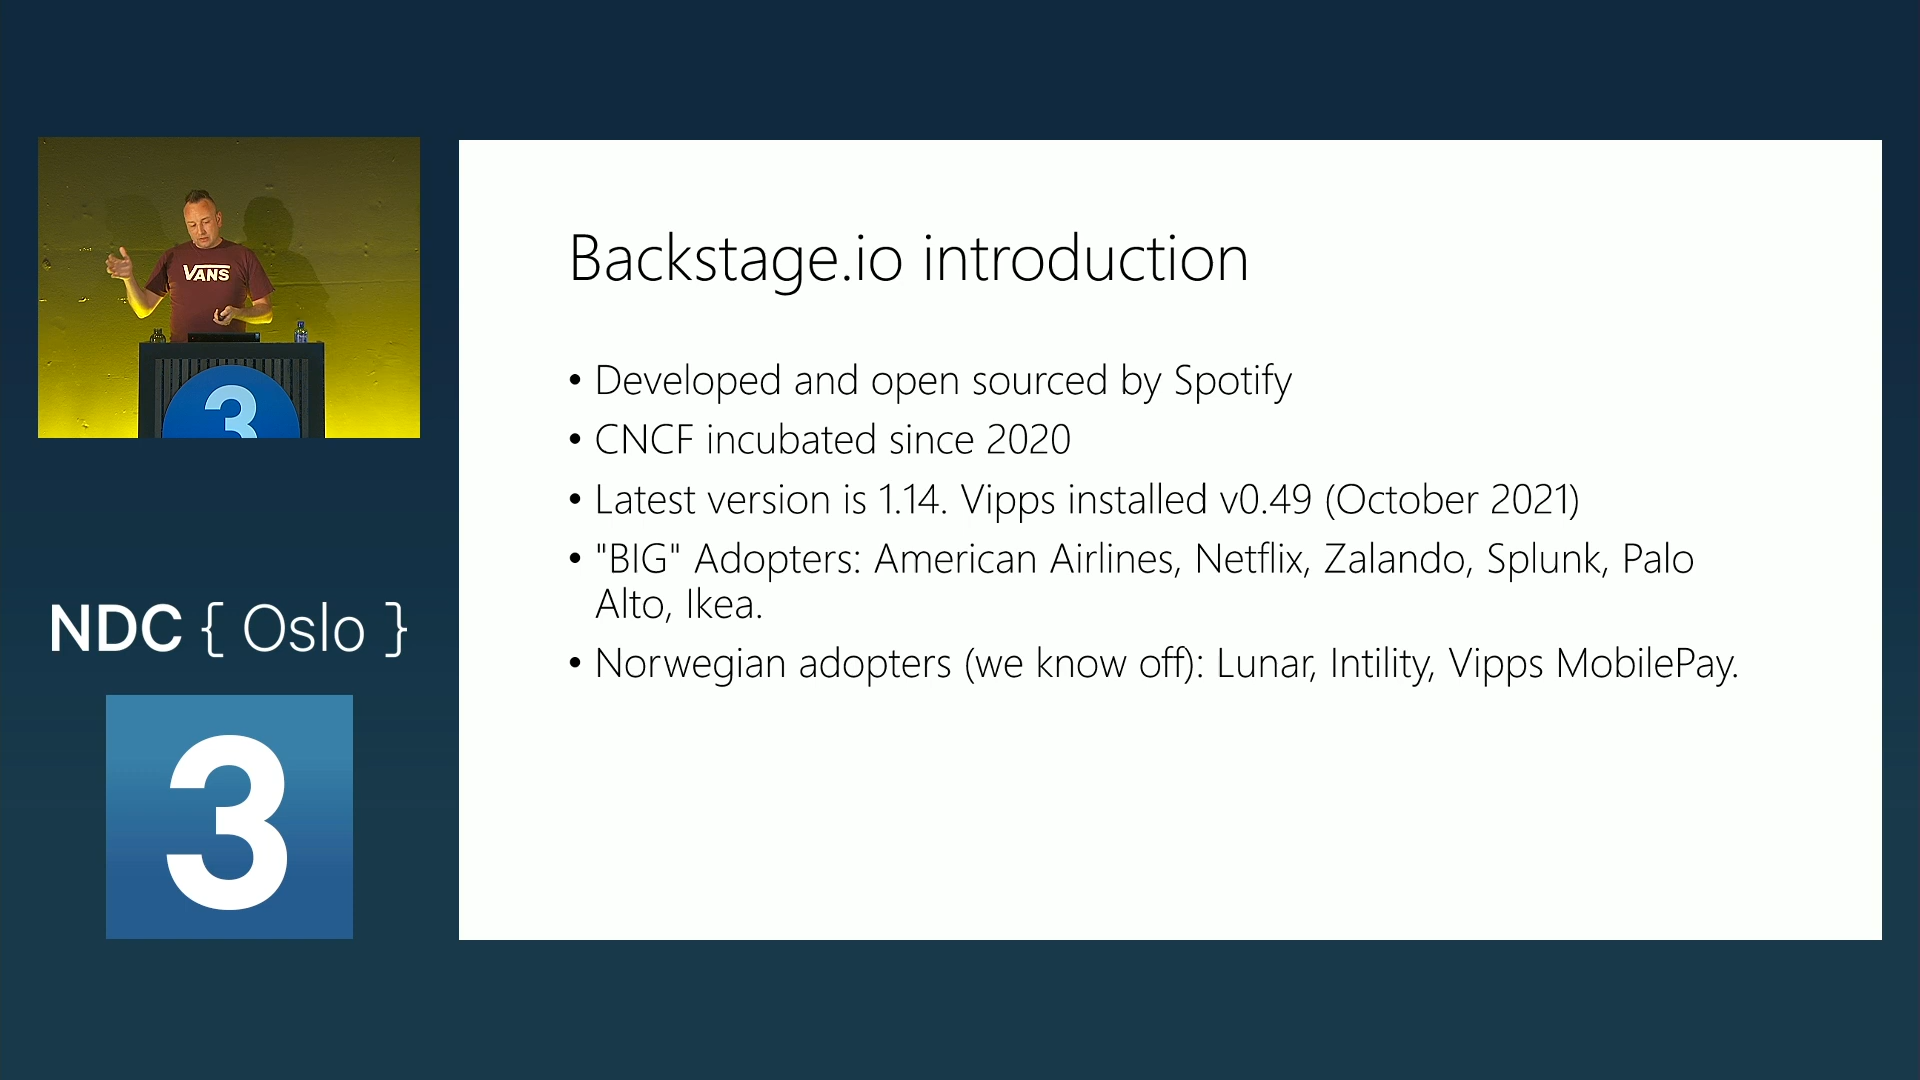 VANS
3
NDC { Oslo }
3
Backstage.io introduction
• Developed and open sourced by Spotify
• CNCF incubated since 2020
• Latest version is 1.14. Vipps installed v0.49 (October 2021)
• "BIG" Adopters: American Airlines, Netflix, Zalando, Splunk, Palo
Alto, Ikea.
• Norwegian adopters (we know off): Lunar, Intility, Vipps MobilePay.